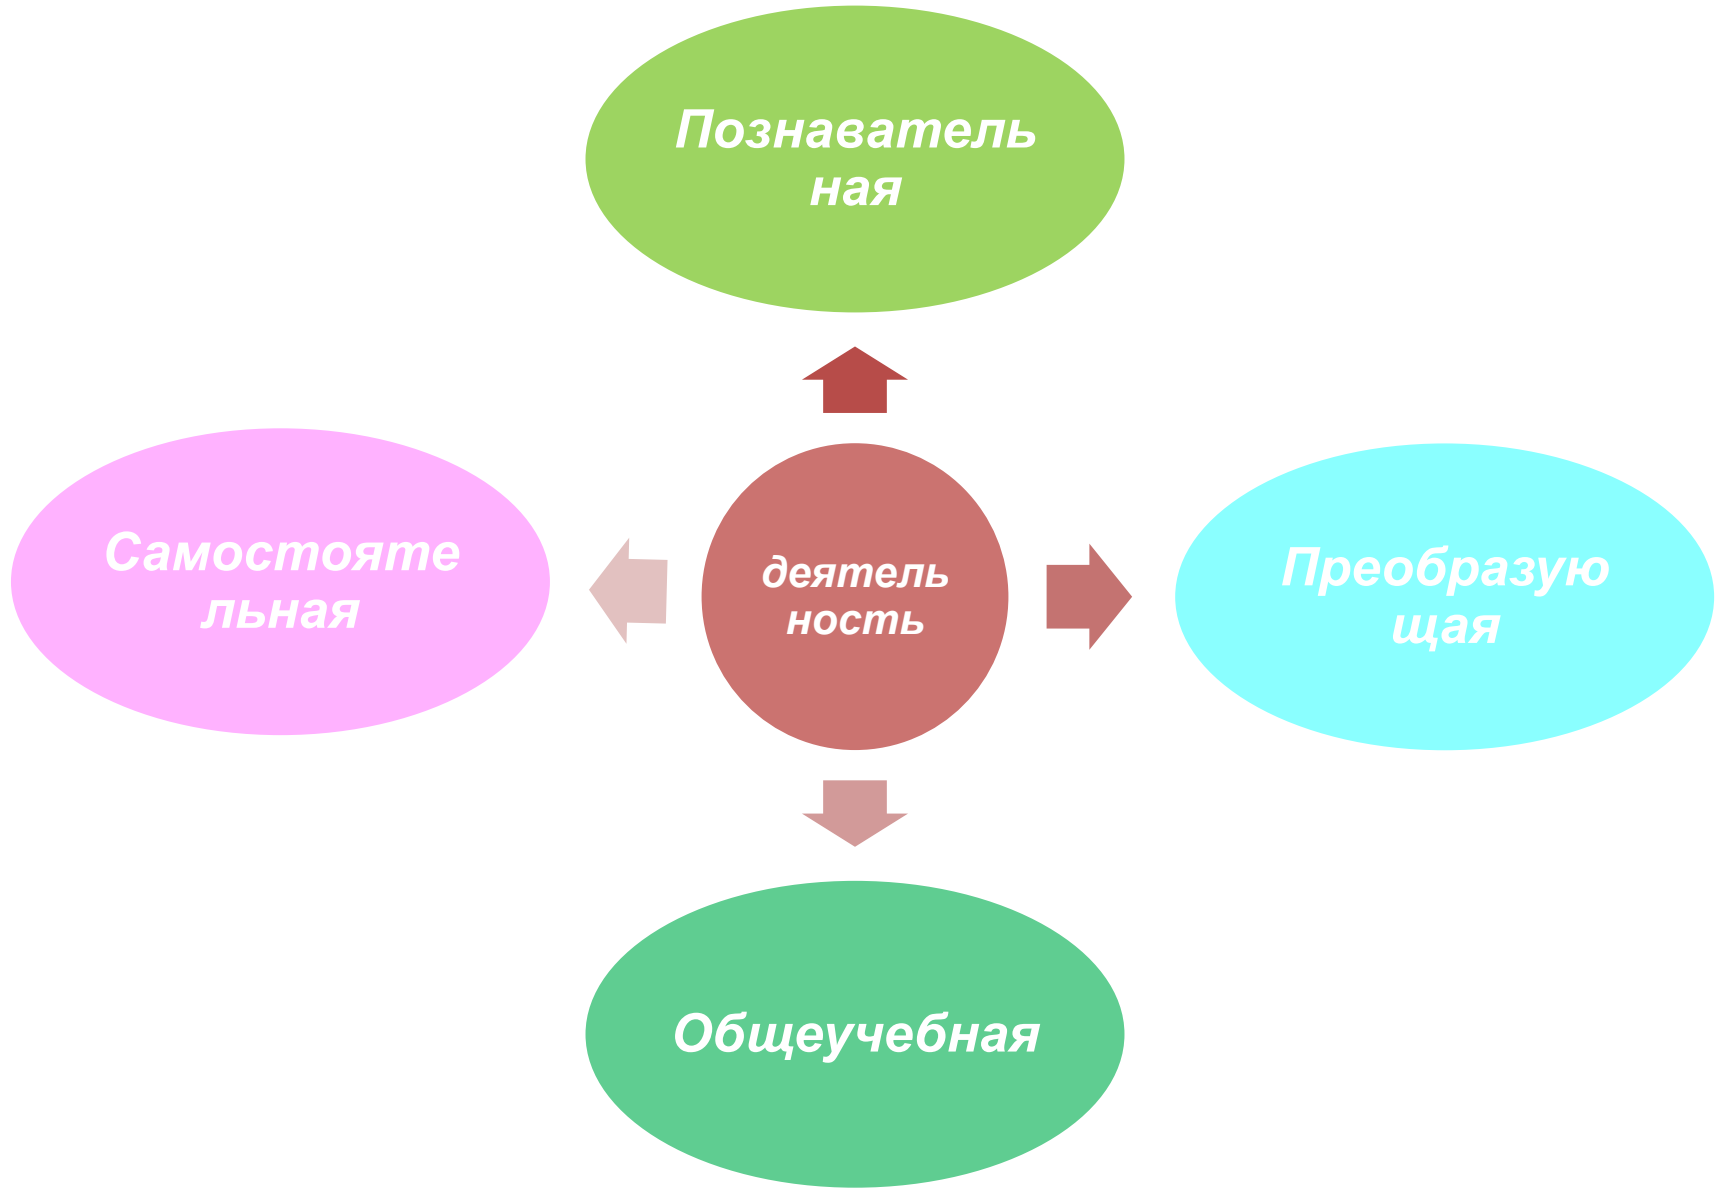 Познаватель
ная
Самостояте
льная
деятель
ность
Преобразую
щая
Общеучебная